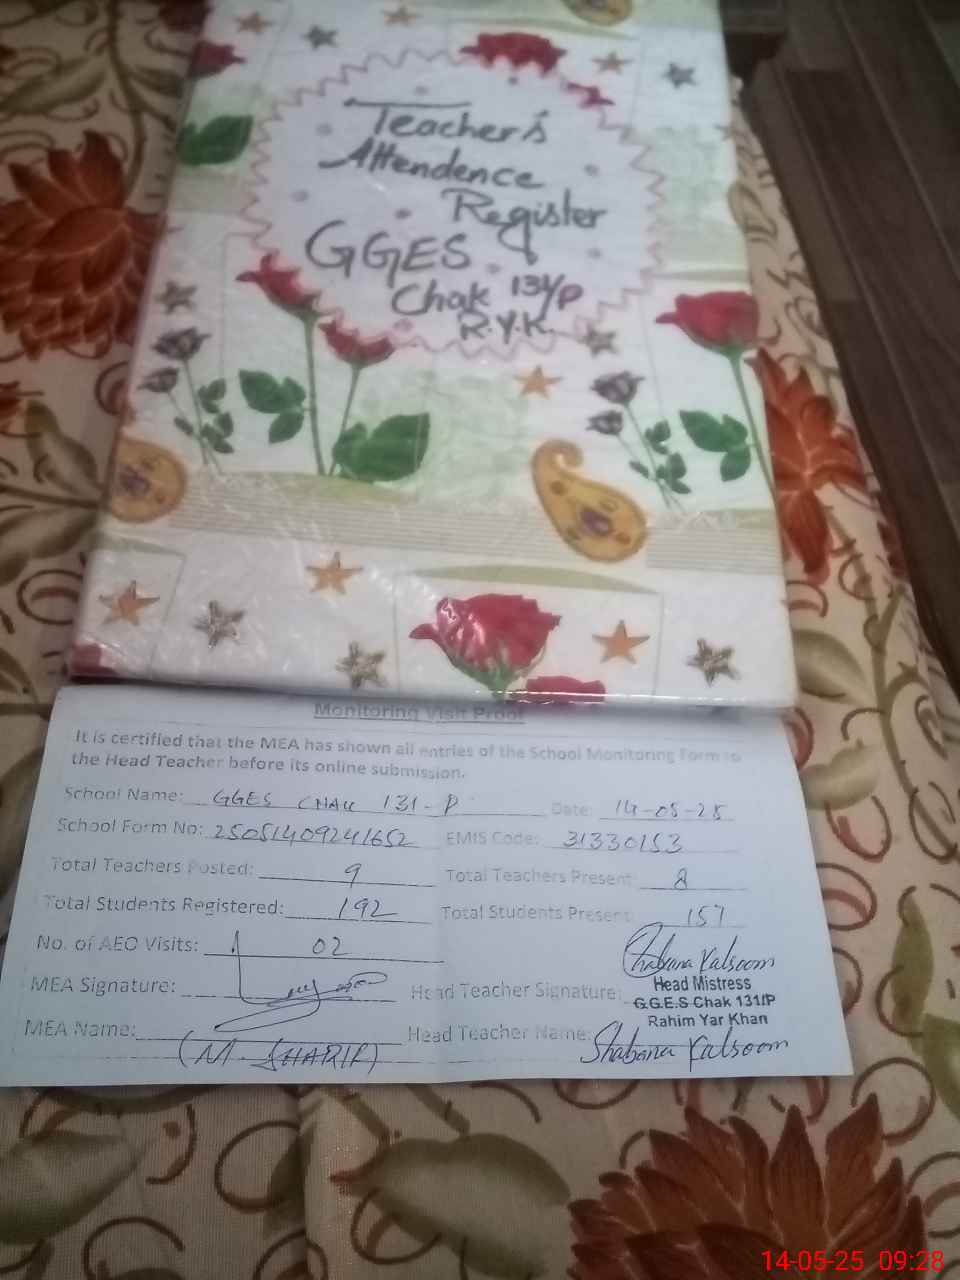 Teacher's
Attendence
Register
GGES
Chak 131/P
R.Y.K.
Monitoring Visit Proof
It is certified that the MEA has shown all entries of the School Monitoring Form to
the Head Teacher before its online submission.
School Name: GGES CHAK 131-P Date: 14-05-25
School Form No: 25051409241652 EMIS Code: 31330153
Total Teachers Posted: 9 Total Teachers Present: 8
Total Students Registered: 192 Total Students Present: 157
No. of AEO Visits: 02
Shabana Kalsoom
MEA Signature: Head Teacher Signature:
Head Mistress
G.G.E.S Chak 131/P
Rahim Yar Khan
MEA Name: (M. SHARIF) Head Teacher Name: Shabana Kalsoom
14-05-25 09:28